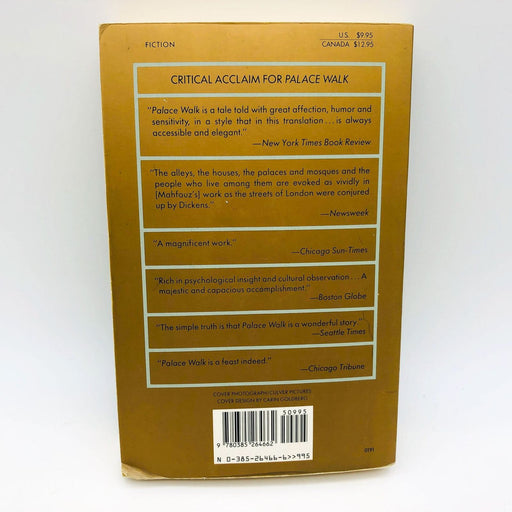 FICTION
U.S. $9.95
CANADA $12.95
CRITICAL ACCLAIM FOR PALACE WALK
"Palace Walk is a tale told with great affection, humor and
sensitivity, in a style that in this translation . . . is always
accessible and elegant."
—New York Times Book Review
"The alleys, the houses, the palaces and mosques and the
people who live among them are evoked as vividly in
[Mahfouz's] work as the streets of London were conjured
up by Dickens."
—Newsweek
"A magnificent work."
—Chicago Sun-Times
"Rich in psychological insight and cultural observation . . . A
majestic and capacious accomplishment."
—Boston Globe
"The simple truth is that Palace Walk is a wonderful story."
—Seattle Times
"Palace Walk is a feast indeed."
—Chicago Tribune
COVER PHOTOGRAPH/CULVER PICTURES
COVER DESIGN BY CARIN GOLDBERG
50995
9 780385 264662
N 0-385-26466-6>>995
0191